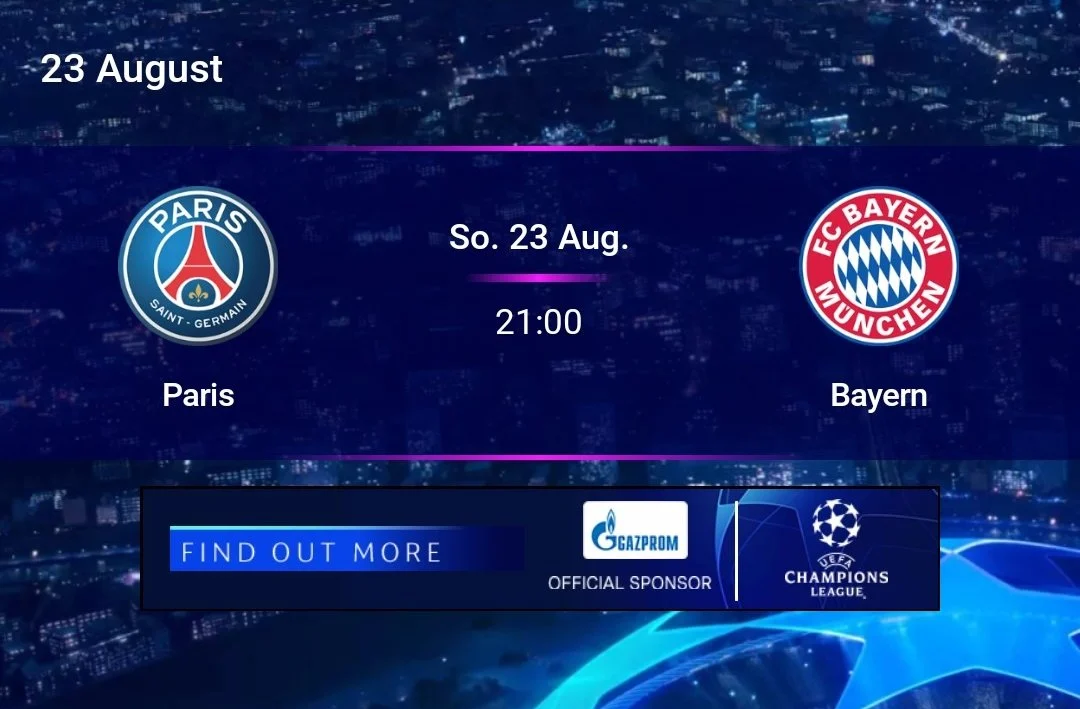 23 August
PARIS
SAINT - GERMAIN
Paris
So. 23 Aug.
21:00
FC BAYERN
MÜNCHEN
Bayern
FIND OUT MORE
GAZPROM
OFFICIAL SPONSOR
UEFA
CHAMPIONS
LEAGUE